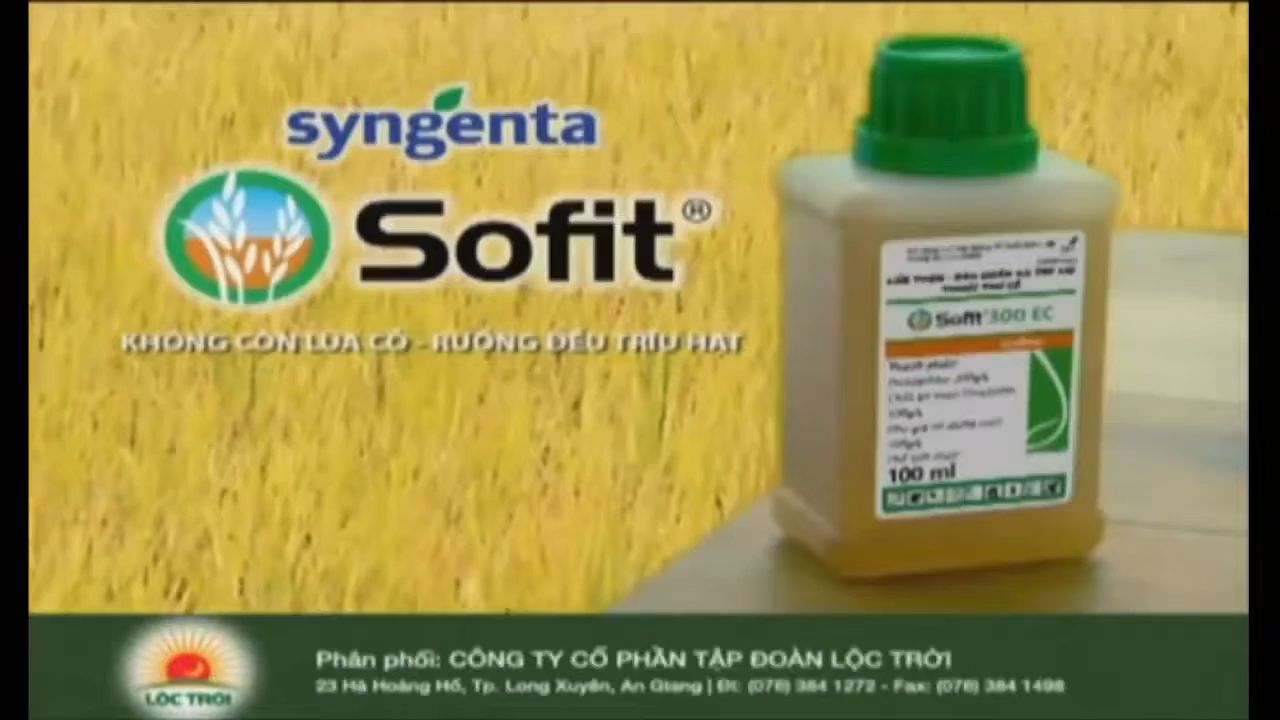 syngenta
Sofit®
KHÔNG CÒN LÚA CỎ - RUỘNG ĐỀU TRĨU HẠT
Sofit® 300 EC
100 ml
LỘC TRỜI
Phân phối: CÔNG TY CỔ PHẦN TẬP ĐOÀN LỘC TRỜI
23 Hà Hoàng Hổ, Tp. Long Xuyên, An Giang | Đt: (076) 384 1272 - Fax: (076) 384 1498